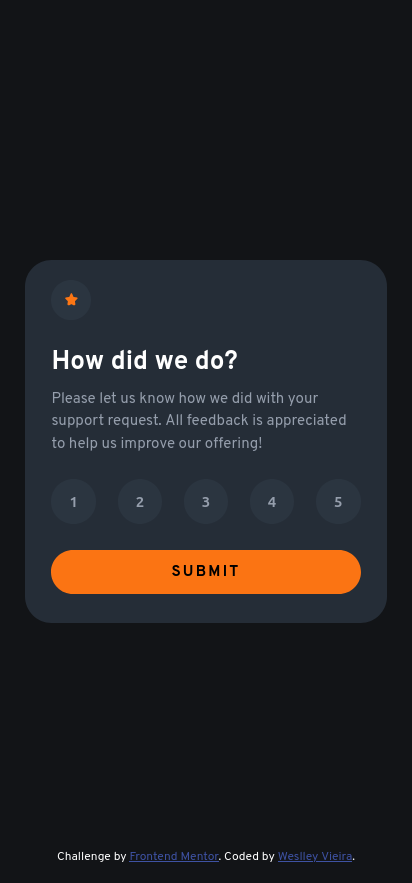 How did we do?
Please let us know how we did with your
support request. All feedback is appreciated
to help us improve our offering!
1 2 3 4 5
SUBMIT
Challenge by Frontend Mentor. Coded by Weslley Vieira.